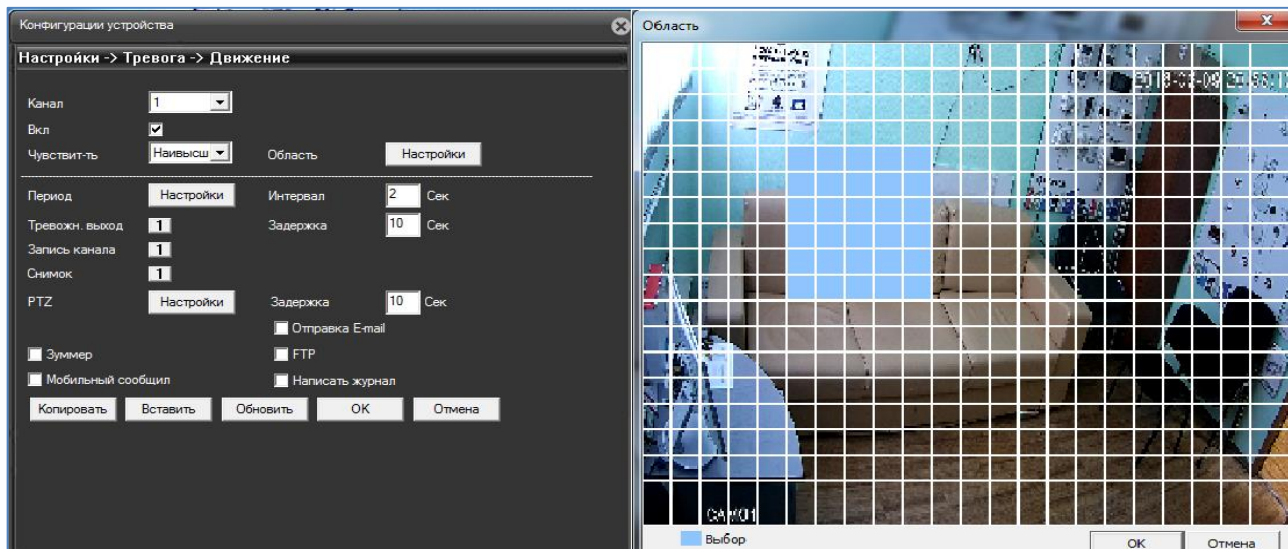 Конфигурации устройства
Настройки -> Тревога -> Движение
Канал 1
Вкл
Чувствит-ть Наивысш Область Настройки
Период Настройки Интервал 2 Сек
Тревожн. выход 1 Задержка 10 Сек
Запись канала 1
Снимок 1
PTZ Настройки Задержка 10 Сек
Отправка E-mail
Зуммер FTP
Мобильный сообщил Написать журнал
Копировать Вставить Обновить OK Отмена
Область
CAM01
Выбор
OK Отмена